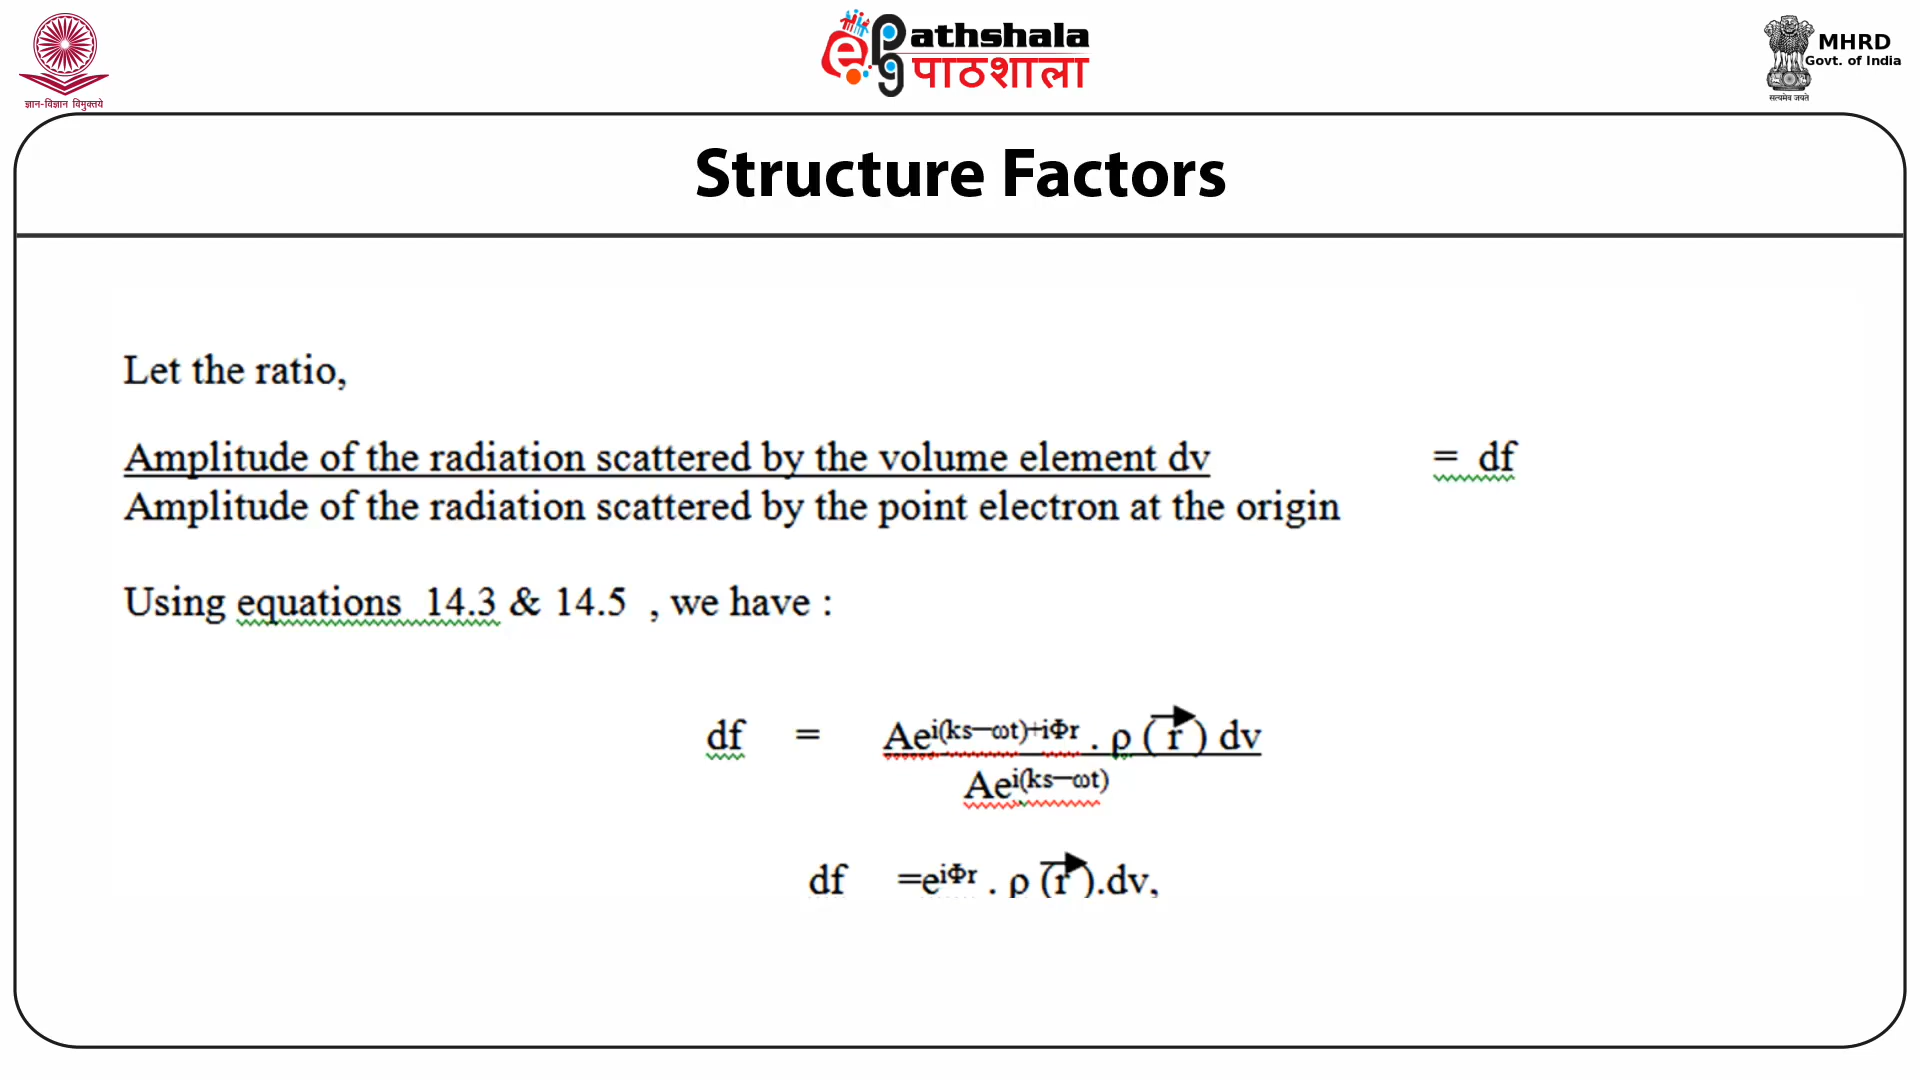 ज्ञान-विज्ञान विमुक्तये
ePathshala
पाठशाला
MHRD
Govt. of India
सत्यमेव जयते
Structure Factors
Let the ratio,
Amplitude of the radiation scattered by the volume element dv = df
Amplitude of the radiation scattered by the point electron at the origin
Using equations 14.3 & 14.5 , we have :
df = Ae^i(ks–ωt)+iΦr . ρ ( r⃗ ) dv
Ae^i(ks–ωt)
df =e^iΦr . ρ (r⃗ ).dv,